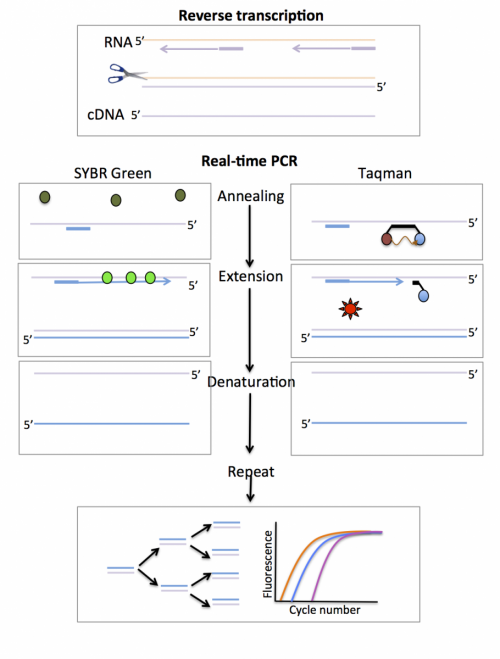 Reverse transcription
RNA 5’
5’
cDNA 5’
Real-time PCR
SYBR Green
Taqman
Annealing
5’
5’
Extension
5’
5’
5’
5’
5’
5’
Denaturation
5’
5’
5’
5’
Repeat
Fluorescence
Cycle number